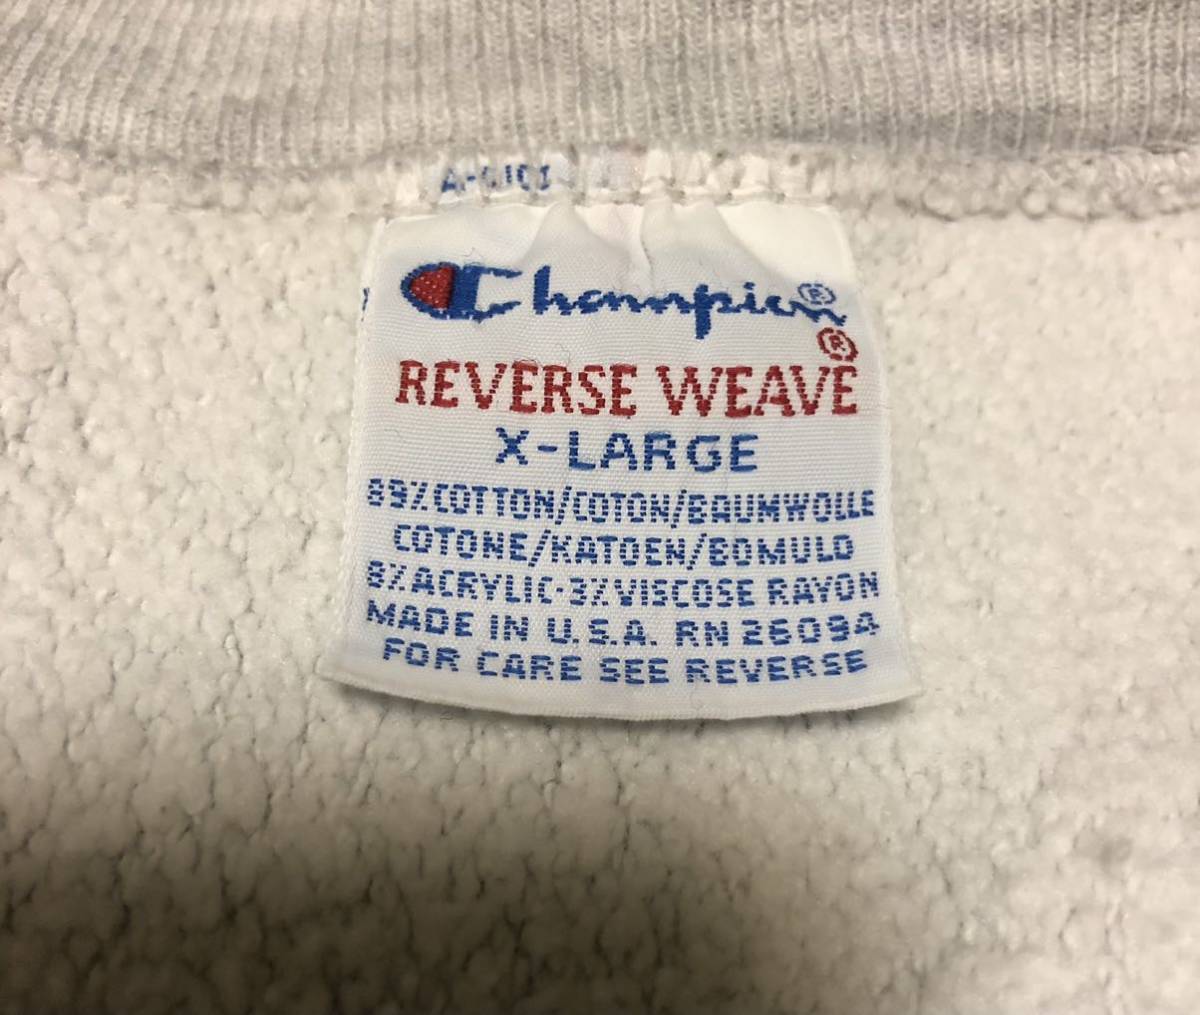 Champion®
REVERSE WEAVE®
X-LARGE
89% COTTON/COTON/BAUMWOLLE
COTONE/KATOEN/BOMULD
8% ACRYLIC·3% VISCOSE RAYON
MADE IN U.S.A. RN 26094
FOR CARE SEE REVERSE